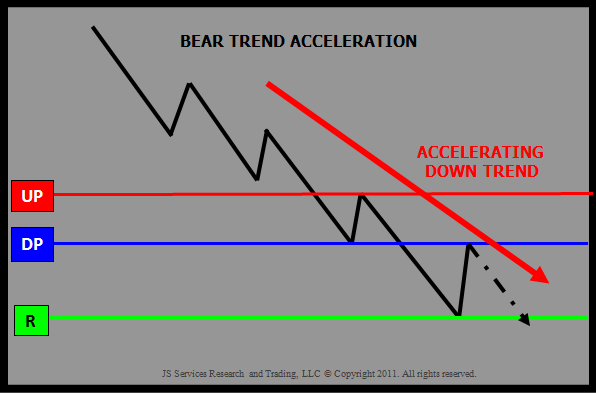 BEAR TREND ACCELERATION
ACCELERATING
DOWN TREND
UP
DP
R
JS Services Research and Trading, LLC © Copyright 2011. All rights reserved.